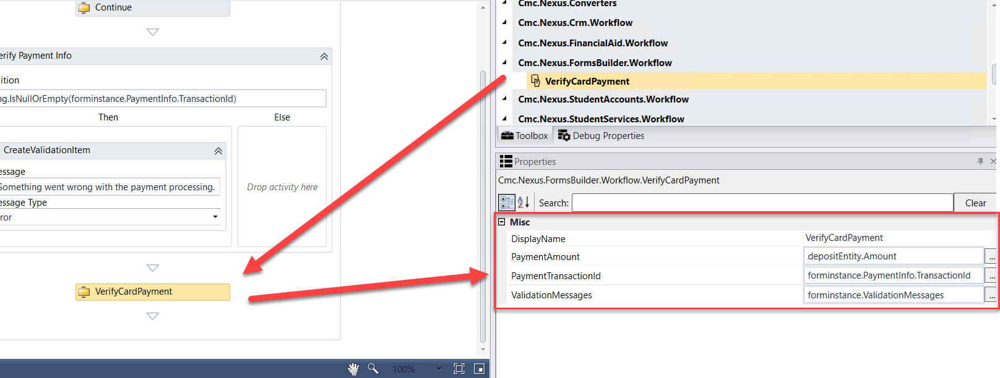 Continue
erify Payment Info
ition
ng.IsNullOrEmpty(forminstance.PaymentInfo.TransactionId)
Then
Else
CreateValidationItem
essage
Something went wrong with the payment processing.
essage Type
ror
Drop activity here
VerifyCardPayment
100%
Cmc.Nexus.Converters
Cmc.Nexus.Crm.Workflow
Cmc.Nexus.FinancialAid.Workflow
Cmc.Nexus.FormsBuilder.Workflow
VerifyCardPayment
Cmc.Nexus.StudentAccounts.Workflow
Cmc.Nexus.StudentServices.Workflow
Toolbox
Debug Properties
Properties
Cmc.Nexus.FormsBuilder.Workflow.VerifyCardPayment
A Z
Search:
Clear
Misc
DisplayName VerifyCardPayment
PaymentAmount depositEntity.Amount ...
PaymentTransactionId forminstance.PaymentInfo.TransactionId ...
ValidationMessages forminstance.ValidationMessages ...